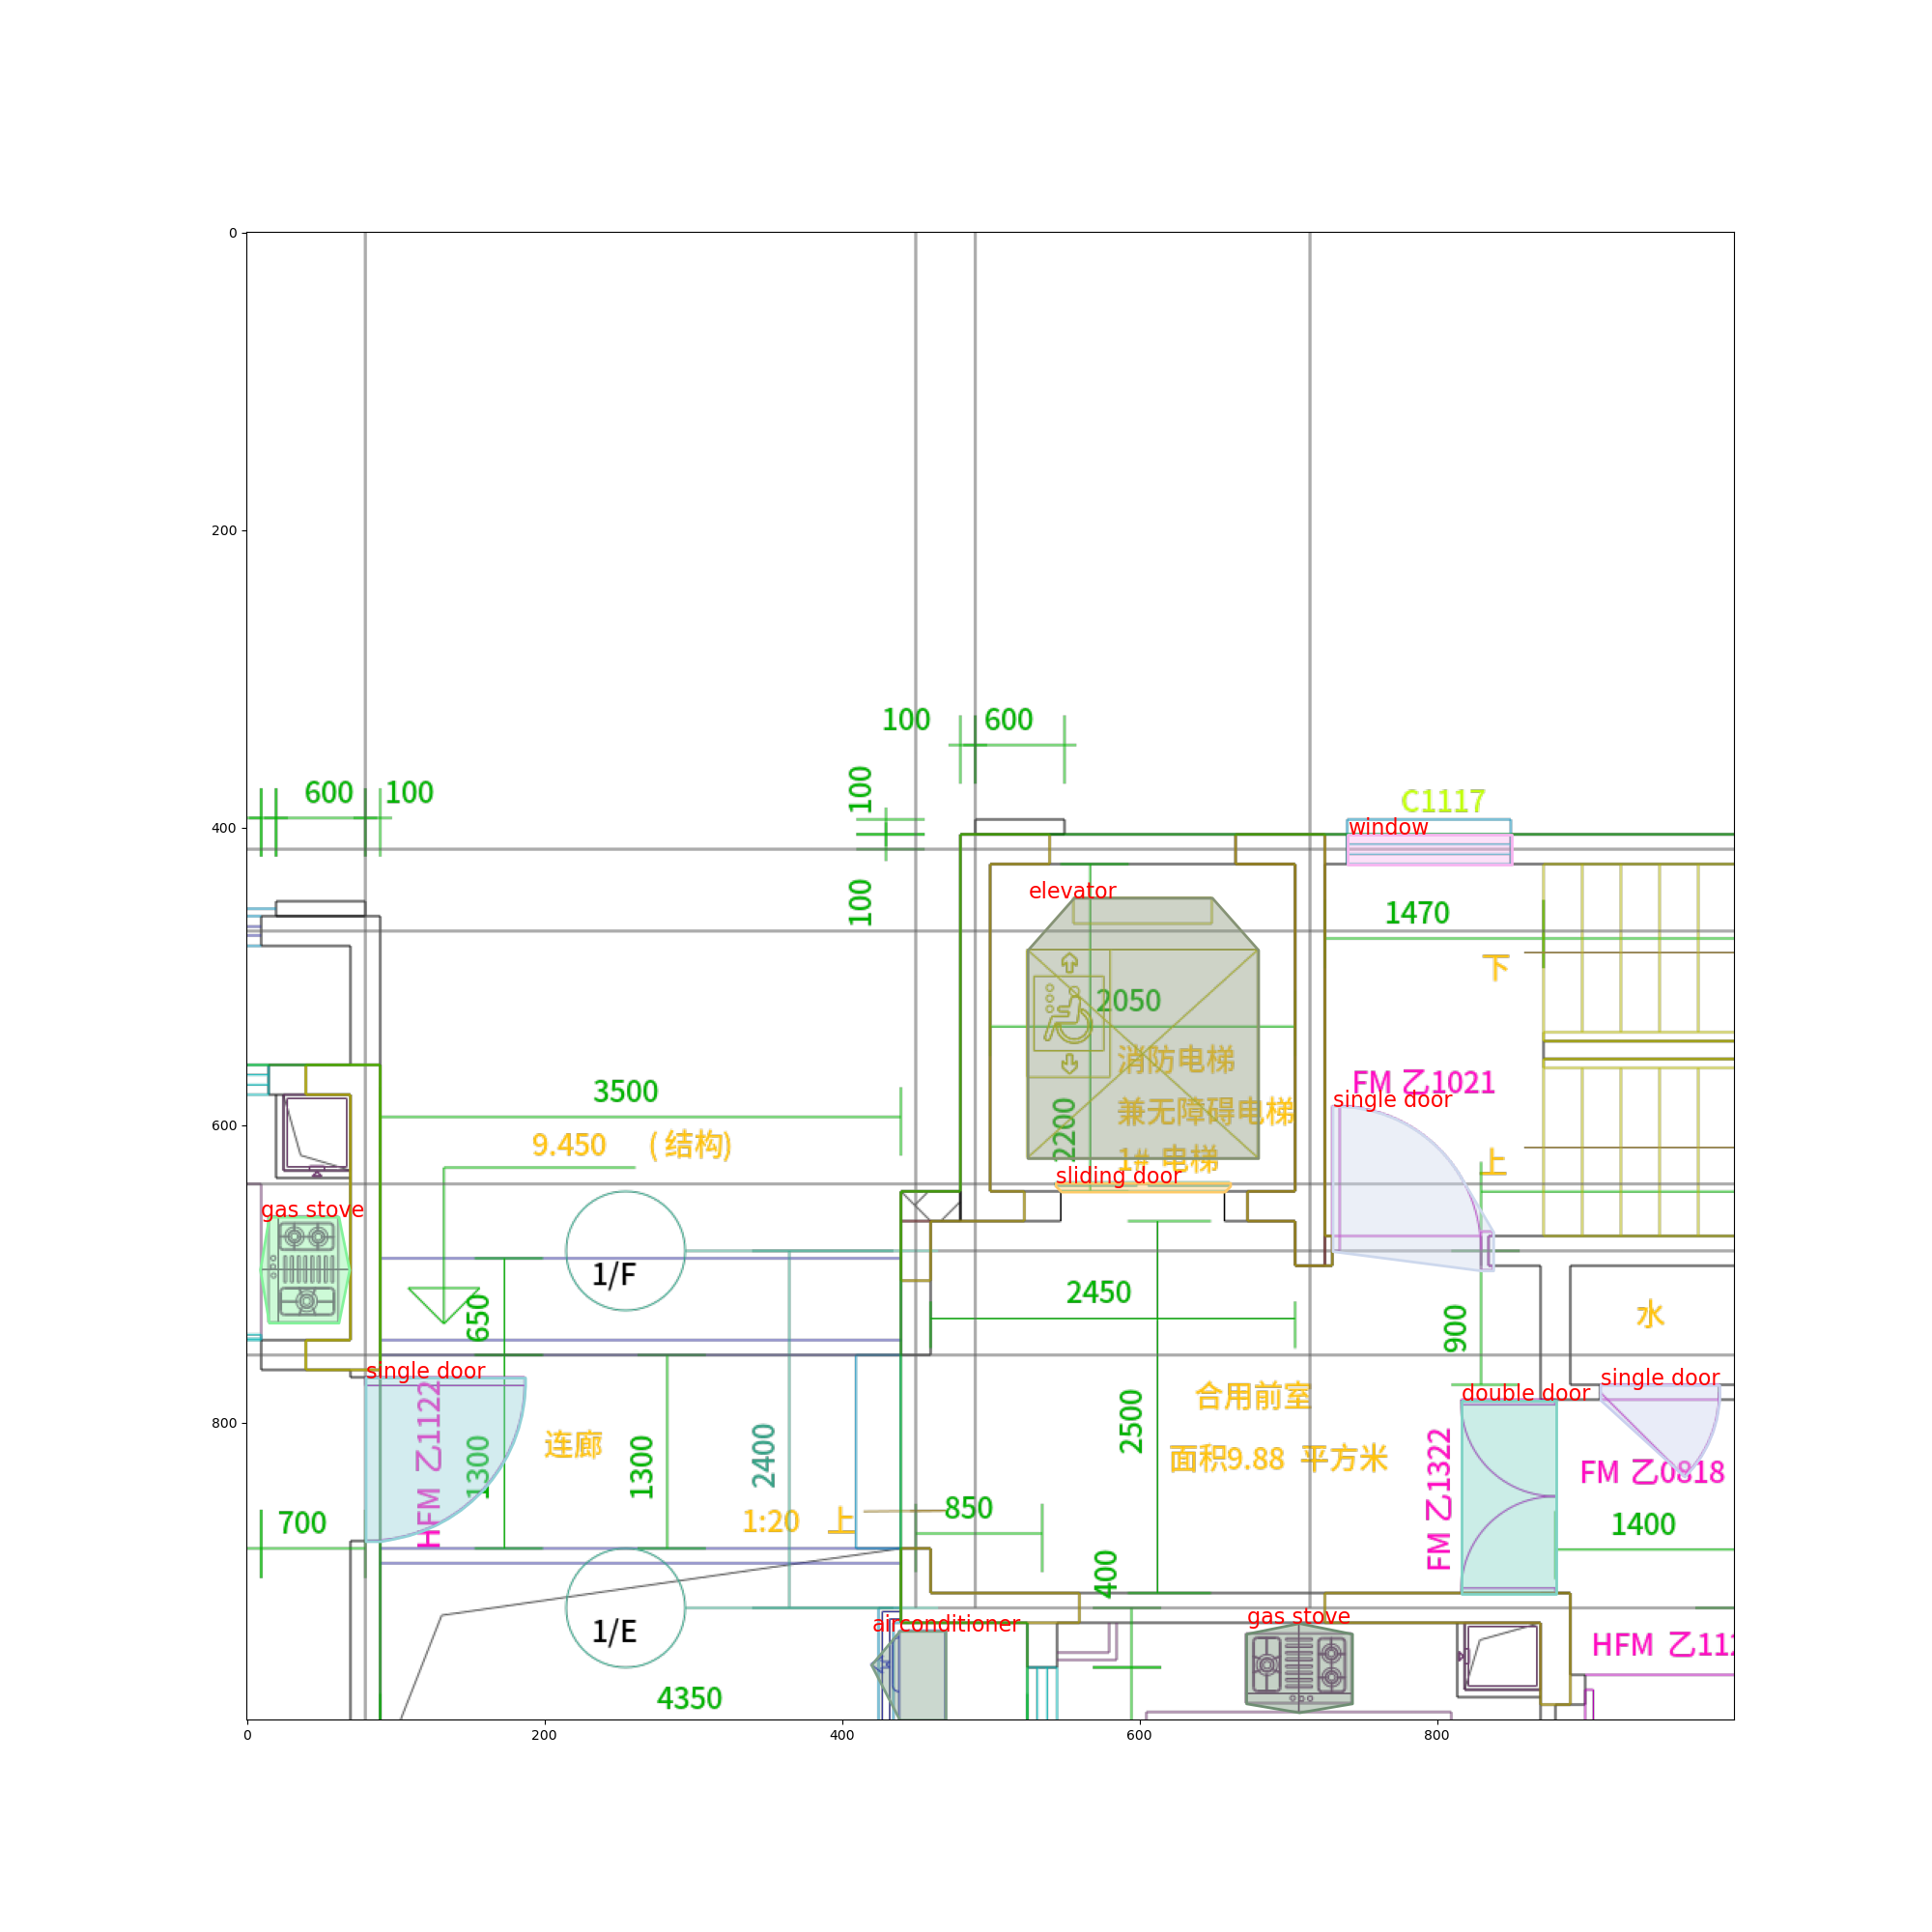 0
200
400
600
800
0
200
400
600
800
100
600
100
100
600
100
C1117
window
elevator
1470
下
2050
消防电梯
兼无障碍电梯
1# 电梯
2200
FM 乙1021
single door
上
3500
9.450 ( 结构)
sliding door
gas stove
1/F
650
2450
水
900
single door
HFM 乙1122
1300
连廊
1300
2400
2500
合用前室
面积9.88 平方米
double door
single door
FM 乙1322
FM 乙0818
700
1:20 上
850
1400
400
1/E
airconditioner
gas stove
HFM 乙112
4350